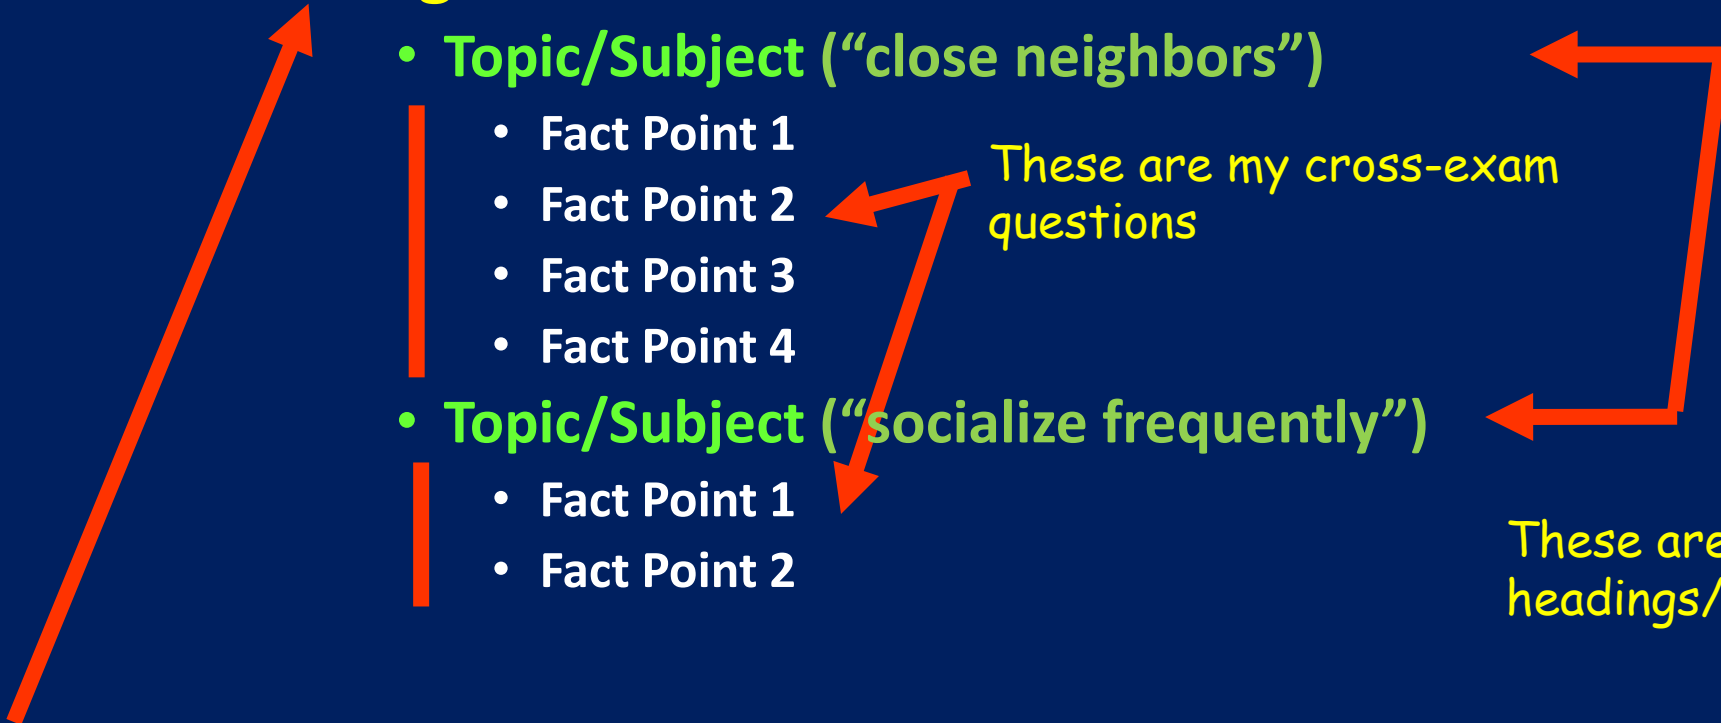 • Topic/Subject (“close neighbors”)
• Fact Point 1
These are my cross-exam
• Fact Point 2
questions
• Fact Point 3
• Fact Point 4
• Topic/Subject (“socialize frequently”)
• Fact Point 1
These are
• Fact Point 2
headings/